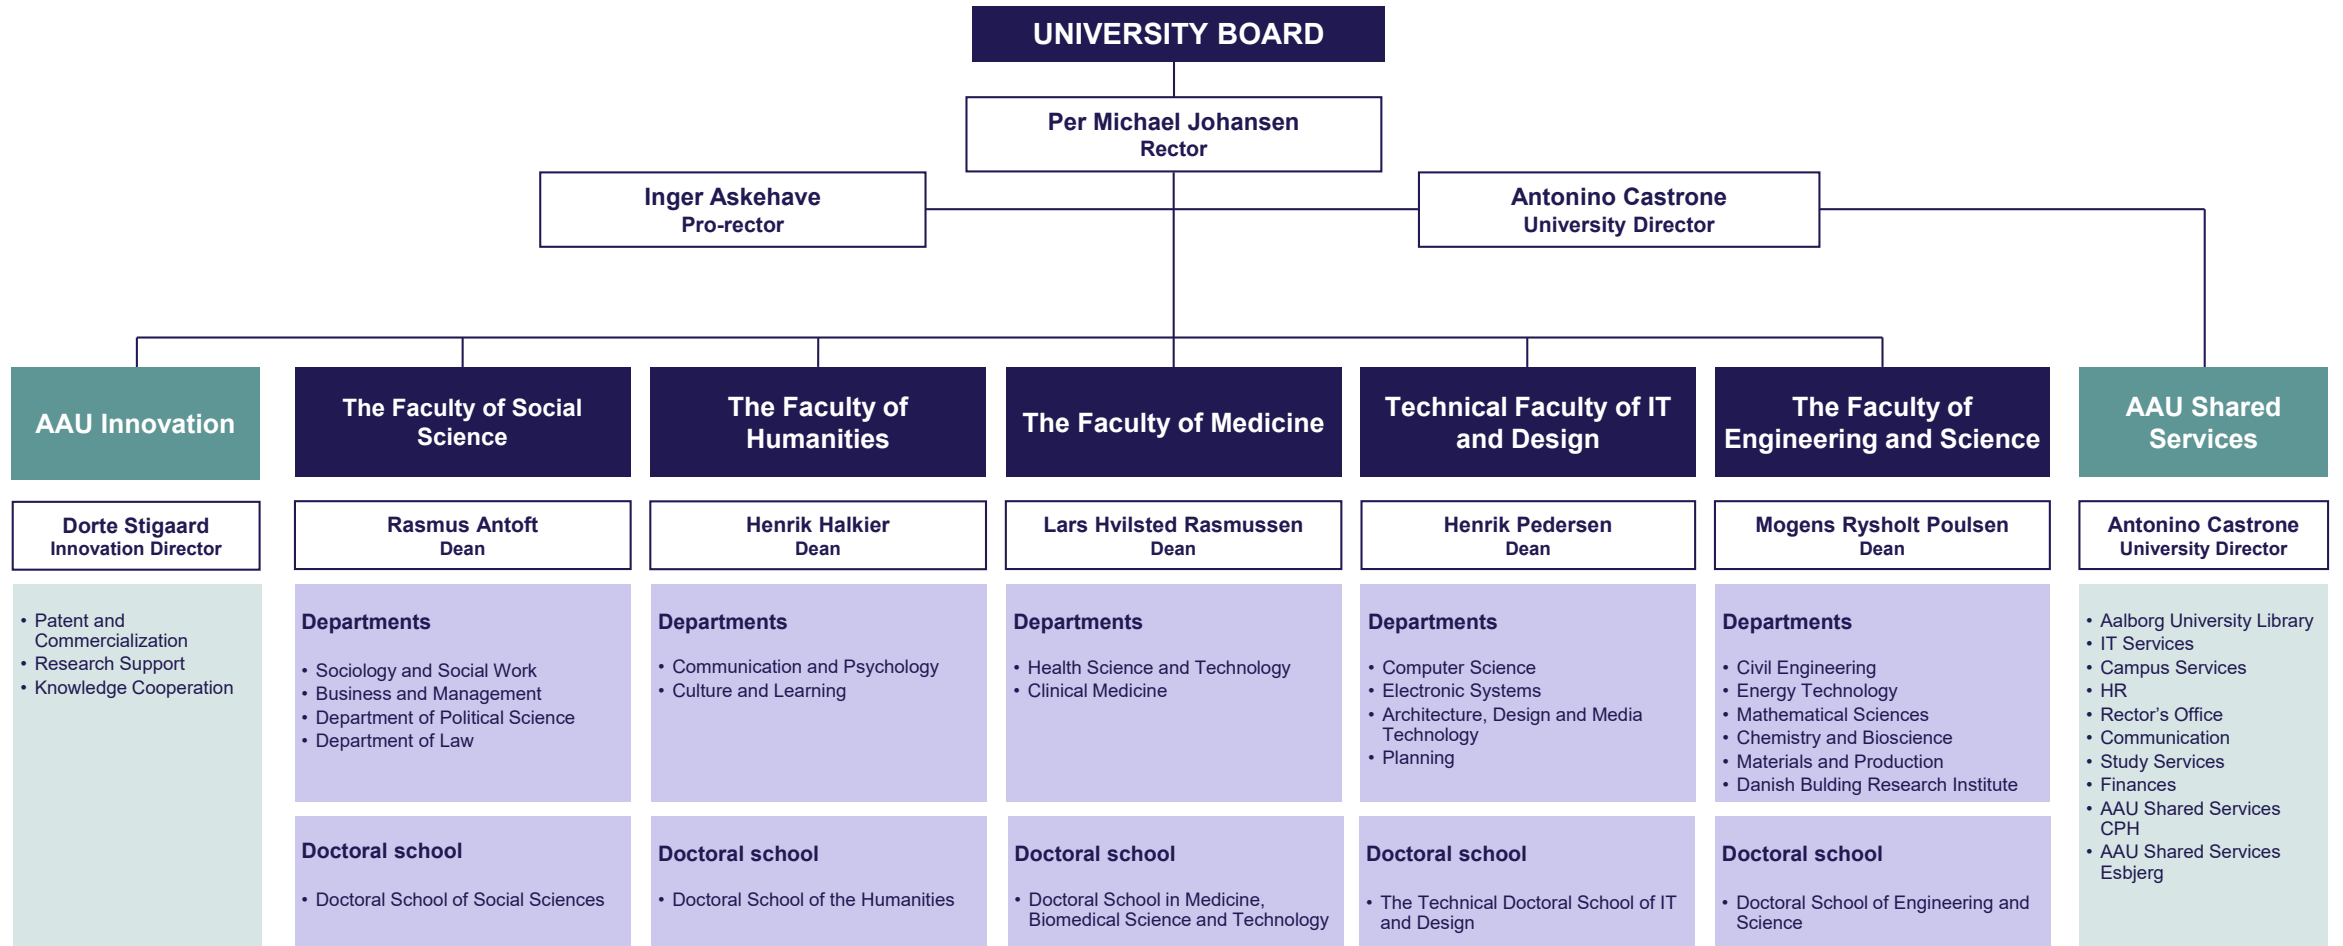 UNIVERSITY BOARD
Per Michael Johansen
Rector
Inger Askehave
Pro-rector
Antonino Castrone
University Director
AAU Innovation
Dorte Stigaard
Innovation Director
• Patent and
Commercialization
• Research Support
• Knowledge Cooperation
The Faculty of Social
Science
Rasmus Antoft
Dean
Departments
• Sociology and Social Work
• Business and Management
• Department of Political Science
• Department of Law
Doctoral school
• Doctoral School of Social Sciences
The Faculty of
Humanities
Henrik Halkier
Dean
Departments
• Communication and Psychology
• Culture and Learning
Doctoral school
• Doctoral School of the Humanities
The Faculty of Medicine
Lars Hvilsted Rasmussen
Dean
Departments
• Health Science and Technology
• Clinical Medicine
Doctoral school
• Doctoral School in Medicine,
Biomedical Science and Technology
Technical Faculty of IT
and Design
Henrik Pedersen
Dean
Departments
• Computer Science
• Electronic Systems
• Architecture, Design and Media
Technology
• Planning
Doctoral school
• The Technical Doctoral School of IT
and Design
The Faculty of
Engineering and Science
Mogens Rysholt Poulsen
Dean
Departments
• Civil Engineering
• Energy Technology
• Mathematical Sciences
• Chemistry and Bioscience
• Materials and Production
• Danish Bulding Research Institute
Doctoral school
• Doctoral School of Engineering and
Science
AAU Shared
Services
Antonino Castrone
University Director
• Aalborg University Library
• IT Services
• Campus Services
• HR
• Rector’s Office
• Communication
• Study Services
• Finances
• AAU Shared Services
CPH
• AAU Shared Services
Esbjerg